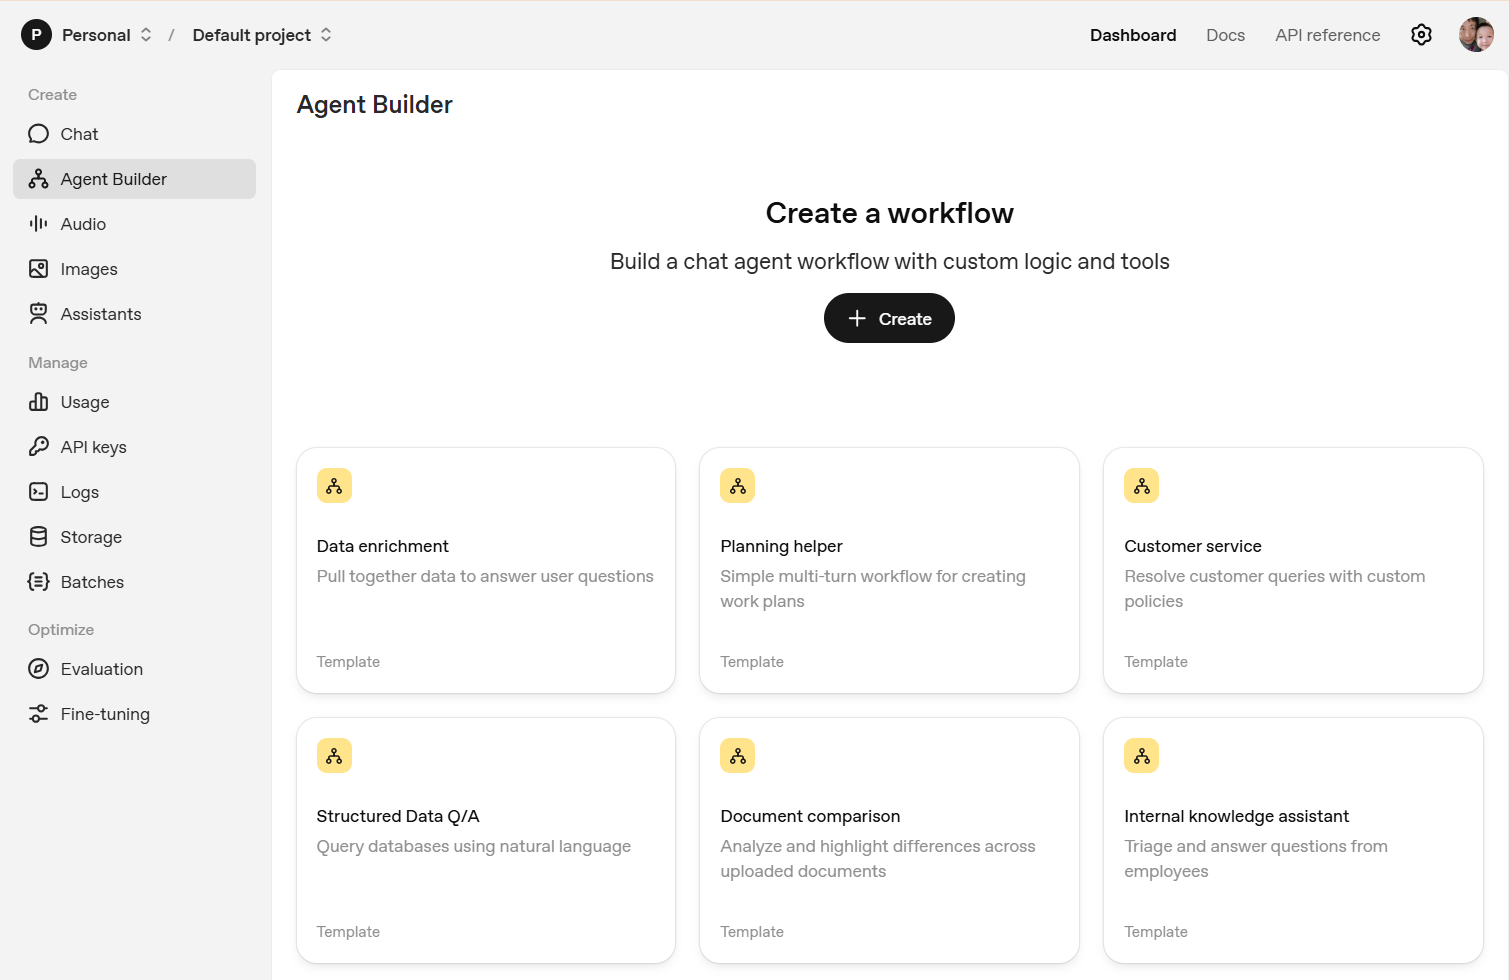 P Personal / Default project
Dashboard Docs API reference
Create
Chat
Agent Builder
Audio
Images
Assistants
Manage
Usage
API keys
Logs
Storage
Batches
Optimize
Evaluation
Fine-tuning
Agent Builder
Create a workflow
Build a chat agent workflow with custom logic and tools
Create
Data enrichment
Pull together data to answer user questions
Template
Planning helper
Simple multi-turn workflow for creating
work plans
Template
Customer service
Resolve customer queries with custom
policies
Template
Structured Data Q/A
Query databases using natural language
Template
Document comparison
Analyze and highlight differences across
uploaded documents
Template
Internal knowledge assistant
Triage and answer questions from
employees
Template